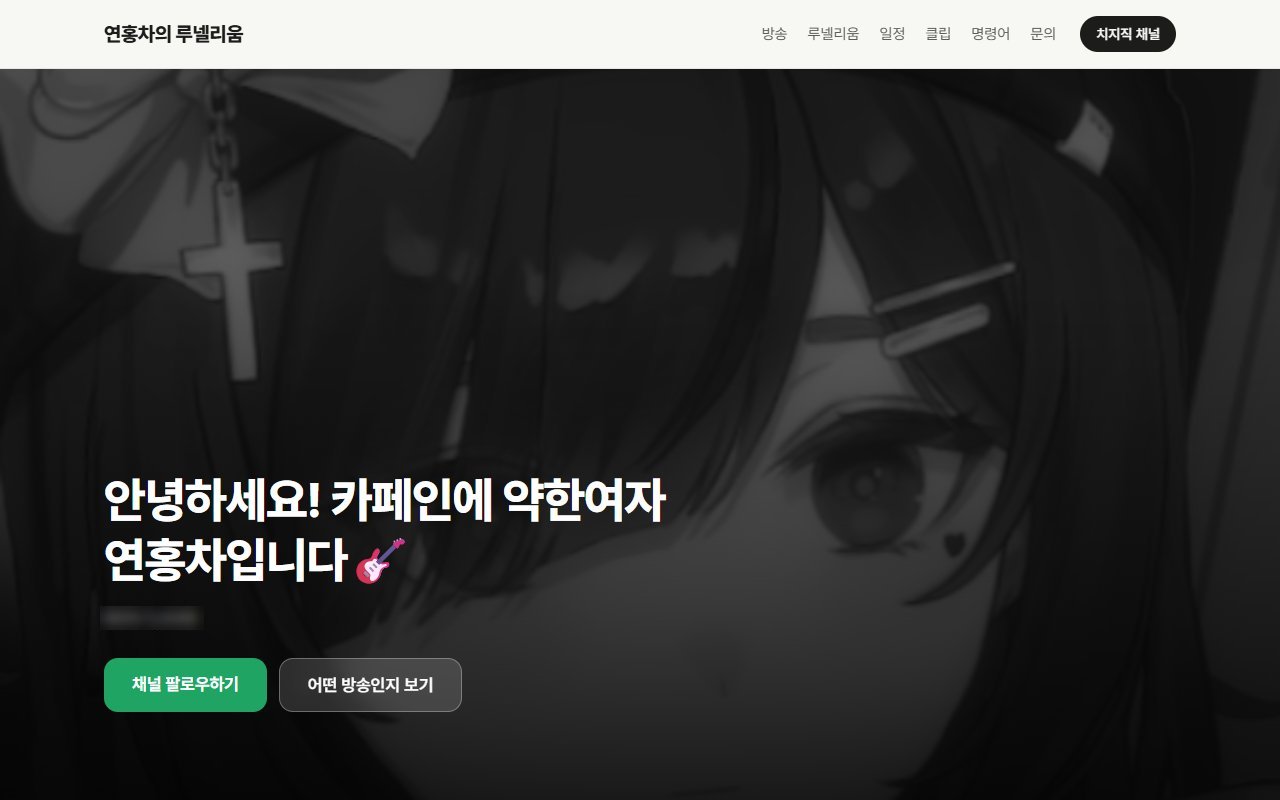 연홍차의 루넬리움
방송 루넬리움 일정 클립 명령어 문의 치지직 채널
안녕하세요! 카페인에 약한여자
연홍차입니다🎸
채널 팔로우하기 어떤 방송인지 보기